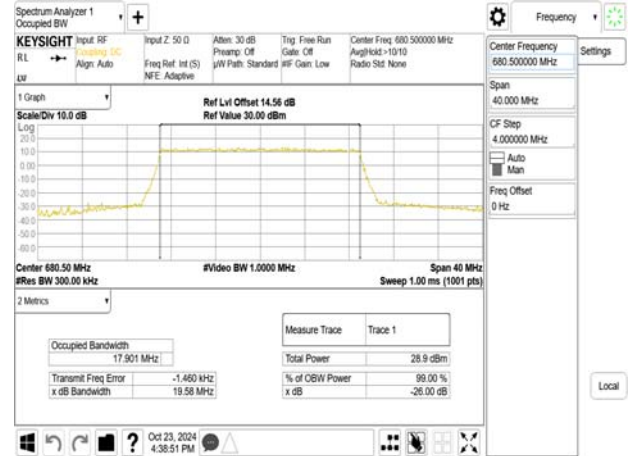 Spectrum Analyzer 1
Occupied BW
Frequency
KEYSIGHT
RL
Input: RF
Coupling: DC
Align: Auto
Input Z: 50 Ω
Freq Ref: Int (S)
NFE: Adaptive
Atten: 30 dB
Preamp: Off
µW Path: Standard
Trig: Free Run
Gate: Off
#IF Gain: Low
Center Freq: 680.500000 MHz
Avg|Hold:>10/10
Radio Std: None
Center Frequency
680.500000 MHz
Settings
Span
40.000 MHz
CF Step
4.000000 MHz
Auto
Man
Freq Offset
0 Hz
Local
1 Graph
Scale/Div 10.0 dB
Ref Lvl Offset 14.56 dB
Ref Value 30.00 dBm
Log
20.0
10.0
0.00
-10.0
-20.0
-30.0
-40.0
-50.0
-60.0
Center 680.50 MHz
#Video BW 1.0000 MHz
Span 40 MHz
#Res BW 300.00 kHz
Sweep 1.00 ms (1001 pts)
2 Metrics
Measure Trace
Trace 1
Occupied Bandwidth
17.901 MHz
Total Power
28.9 dBm
Transmit Freq Error
-1.460 kHz
% of OBW Power
99.00 %
x dB Bandwidth
19.58 MHz
x dB
-26.00 dB
?
Oct 23, 2024
4:38:51 PM